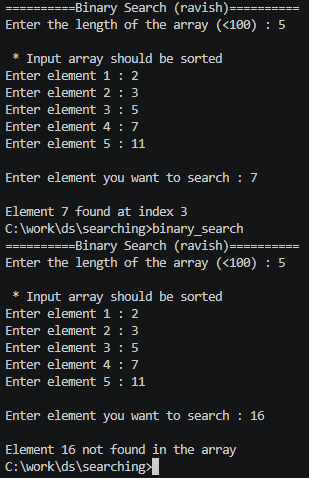 ==========Binary Search (ravish)==========
Enter the length of the array (<100) : 5
* Input array should be sorted
Enter element 1 : 2
Enter element 2 : 3
Enter element 3 : 5
Enter element 4 : 7
Enter element 5 : 11
Enter element you want to search : 7
Element 7 found at index 3
C:\work\ds\searching>binary_search
==========Binary Search (ravish)==========
Enter the length of the array (<100) : 5
* Input array should be sorted
Enter element 1 : 2
Enter element 2 : 3
Enter element 3 : 5
Enter element 4 : 7
Enter element 5 : 11
Enter element you want to search : 16
Element 16 not found in the array
C:\work\ds\searching>